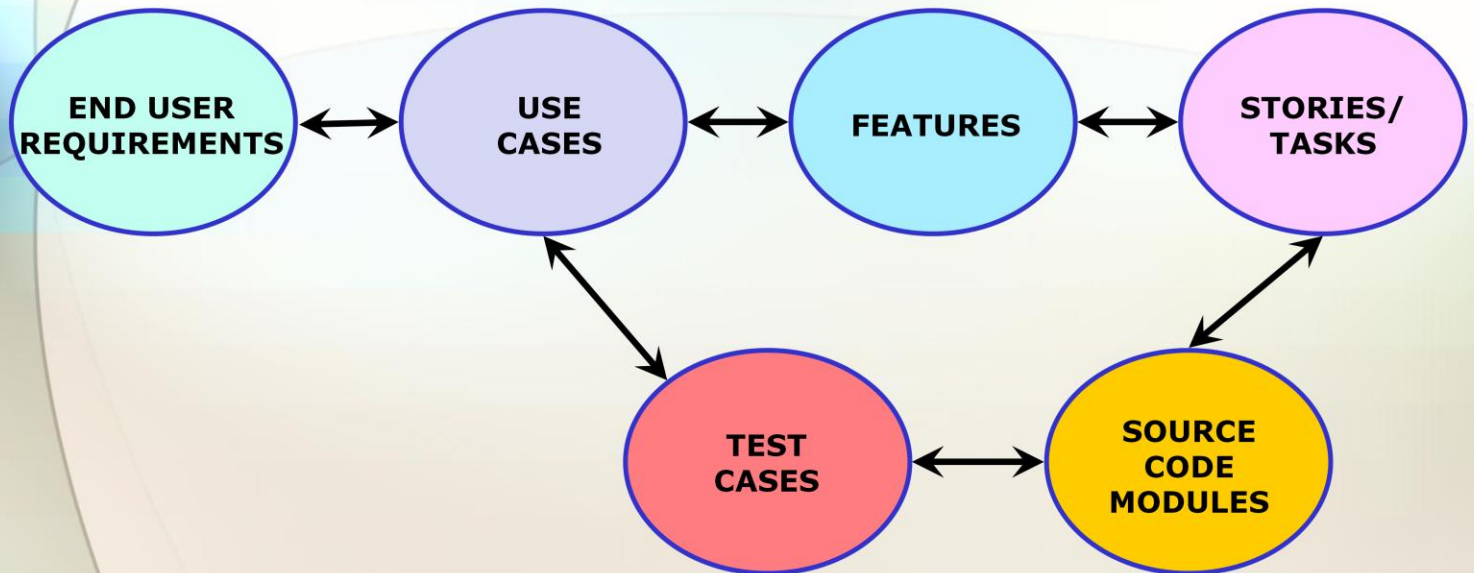 END USER
REQUIREMENTS
USE
CASES
FEATURES
STORIES/
TASKS
TEST
CASES
SOURCE
CODE
MODULES